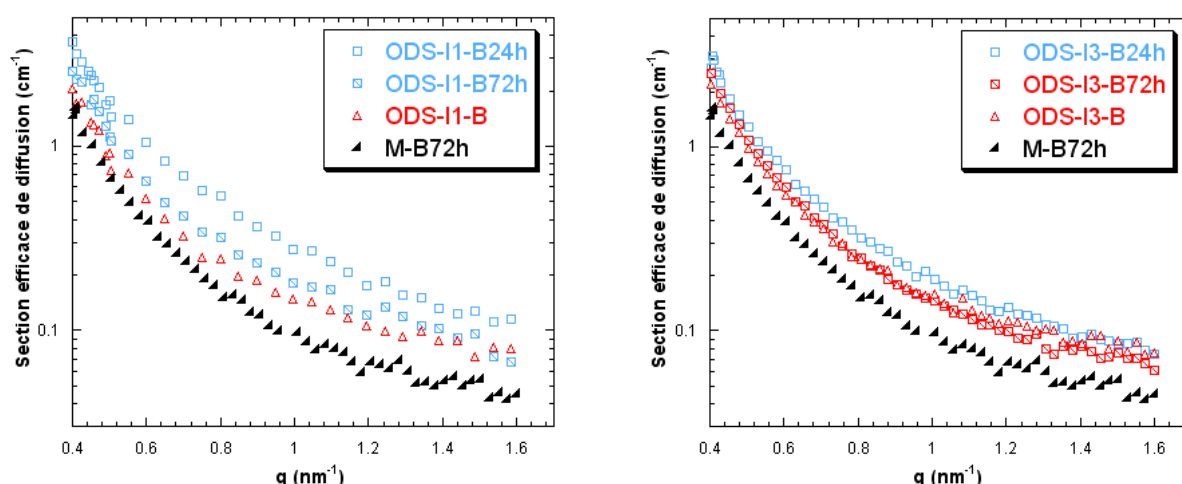 Section efficace de diffusion (cm⁻¹)
1
0.1
ODS-I1-B24h
ODS-I1-B72h
ODS-I1-B
M-B72h
0.4 0.6 0.8 1 1.2 1.4 1.6
q (nm⁻¹)
Section efficace de diffusion (cm⁻¹)
1
0.1
ODS-I3-B24h
ODS-I3-B72h
ODS-I3-B
M-B72h
0.4 0.6 0.8 1 1.2 1.4 1.6
q (nm⁻¹)